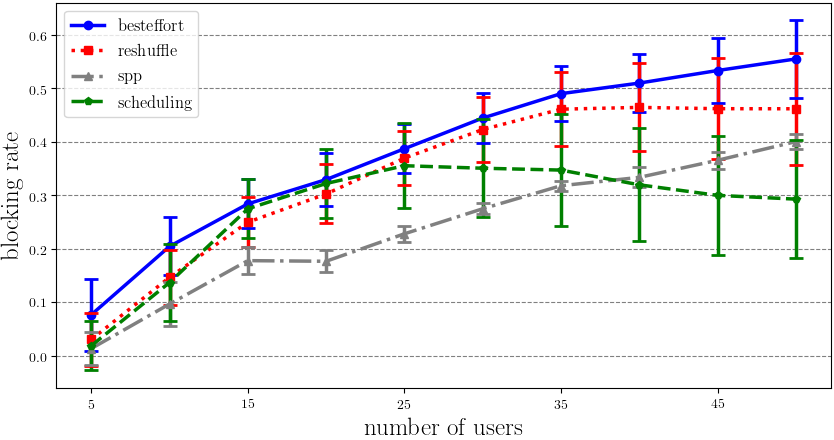 besteffort
reshuffle
spp
scheduling
blocking rate
0.6
0.5
0.4
0.3
0.2
0.1
0.0
5 15 25 35 45
number of users